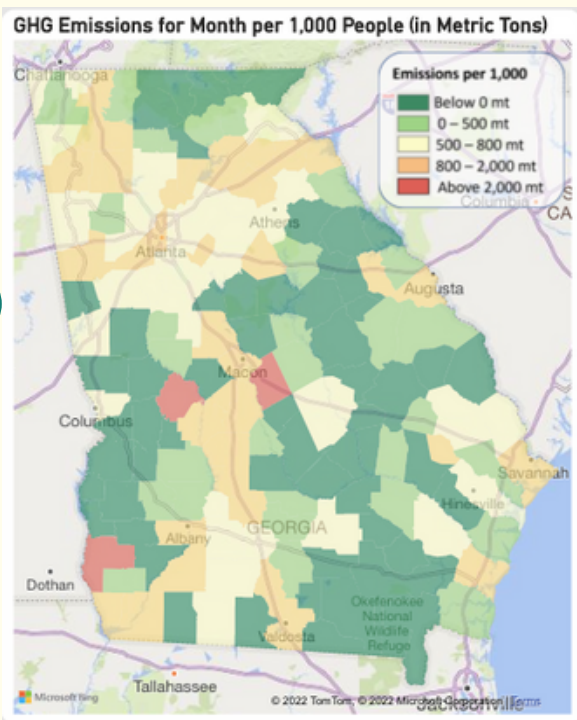 GHG Emissions for Month per 1,000 People (in Metric Tons)
Chattanooga
Emissions per 1,000
Below 0 mt
0 – 500 mt
500 – 800 mt
800 – 2,000 mt
Above 2,000 mt
Columbia
S
CA
Athens
Atlanta
Augusta
Macon
Columbus
Savannah
Hinesville
GEORGIA
Albany
Dothan
Okefenokee
National
Wildlife
Refuge
Valdosta
Tallahassee
Microsoft Bing
© 2022 TomTom, © 2022 Microsoft Corporation Terms
Jacksonville